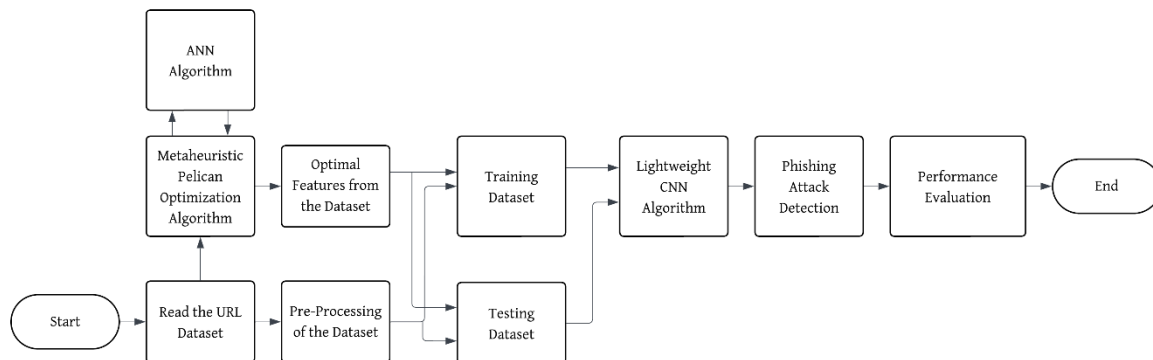 ANN
Algorithm
Metaheuristic
Pelican
Optimization
Algorithm
Optimal
Features from
the Dataset
Training
Dataset
Lightweight
CNN
Algorithm
Phishing
Attack
Detection
Performance
Evaluation
End
Start
Read the URL
Dataset
Pre-Processing
of the Dataset
Testing
Dataset